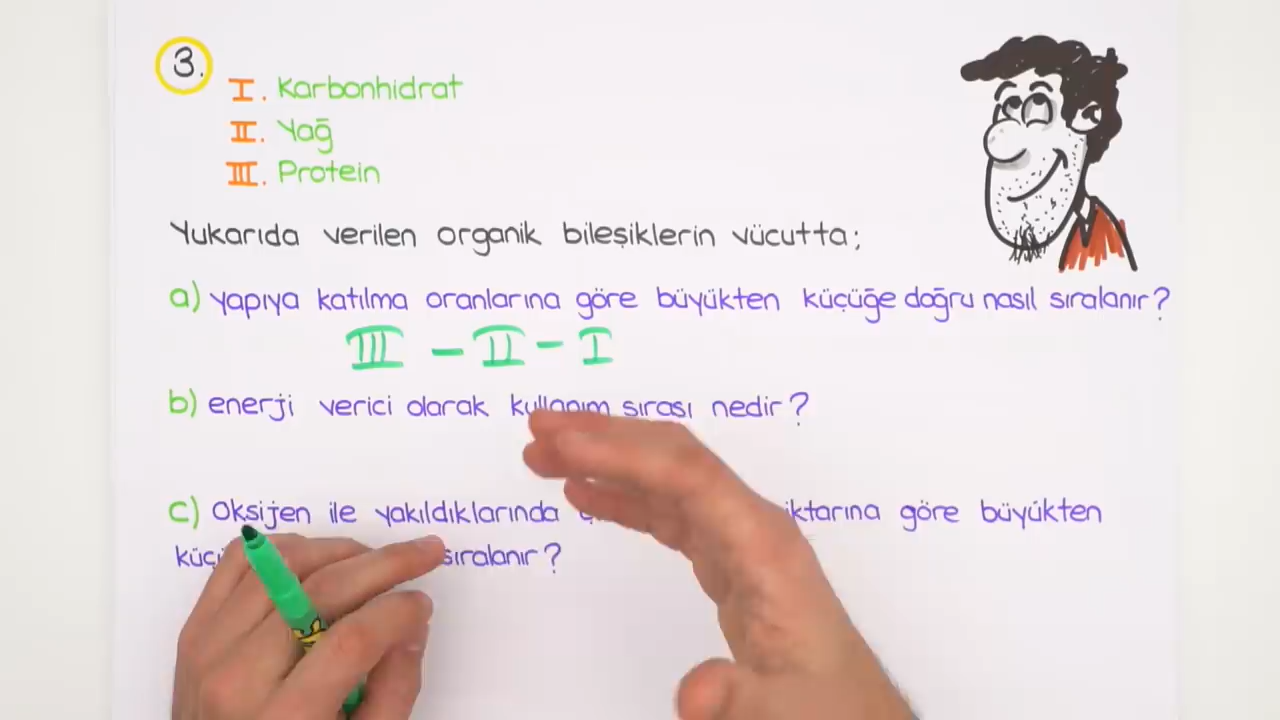 3.
I. Karbonhidrat
II. Yağ
III. Protein
Yukarıda verilen organik bileşiklerin vücutta;
a) yapıya katılma oranlarına göre büyükten küçüğe doğru nasıl sıralanır?
III - II - I
b) enerji verici olarak kullanım sırası nedir?
c) Oksijen ile yakıldıklarında göre büyükten
sıralanır?